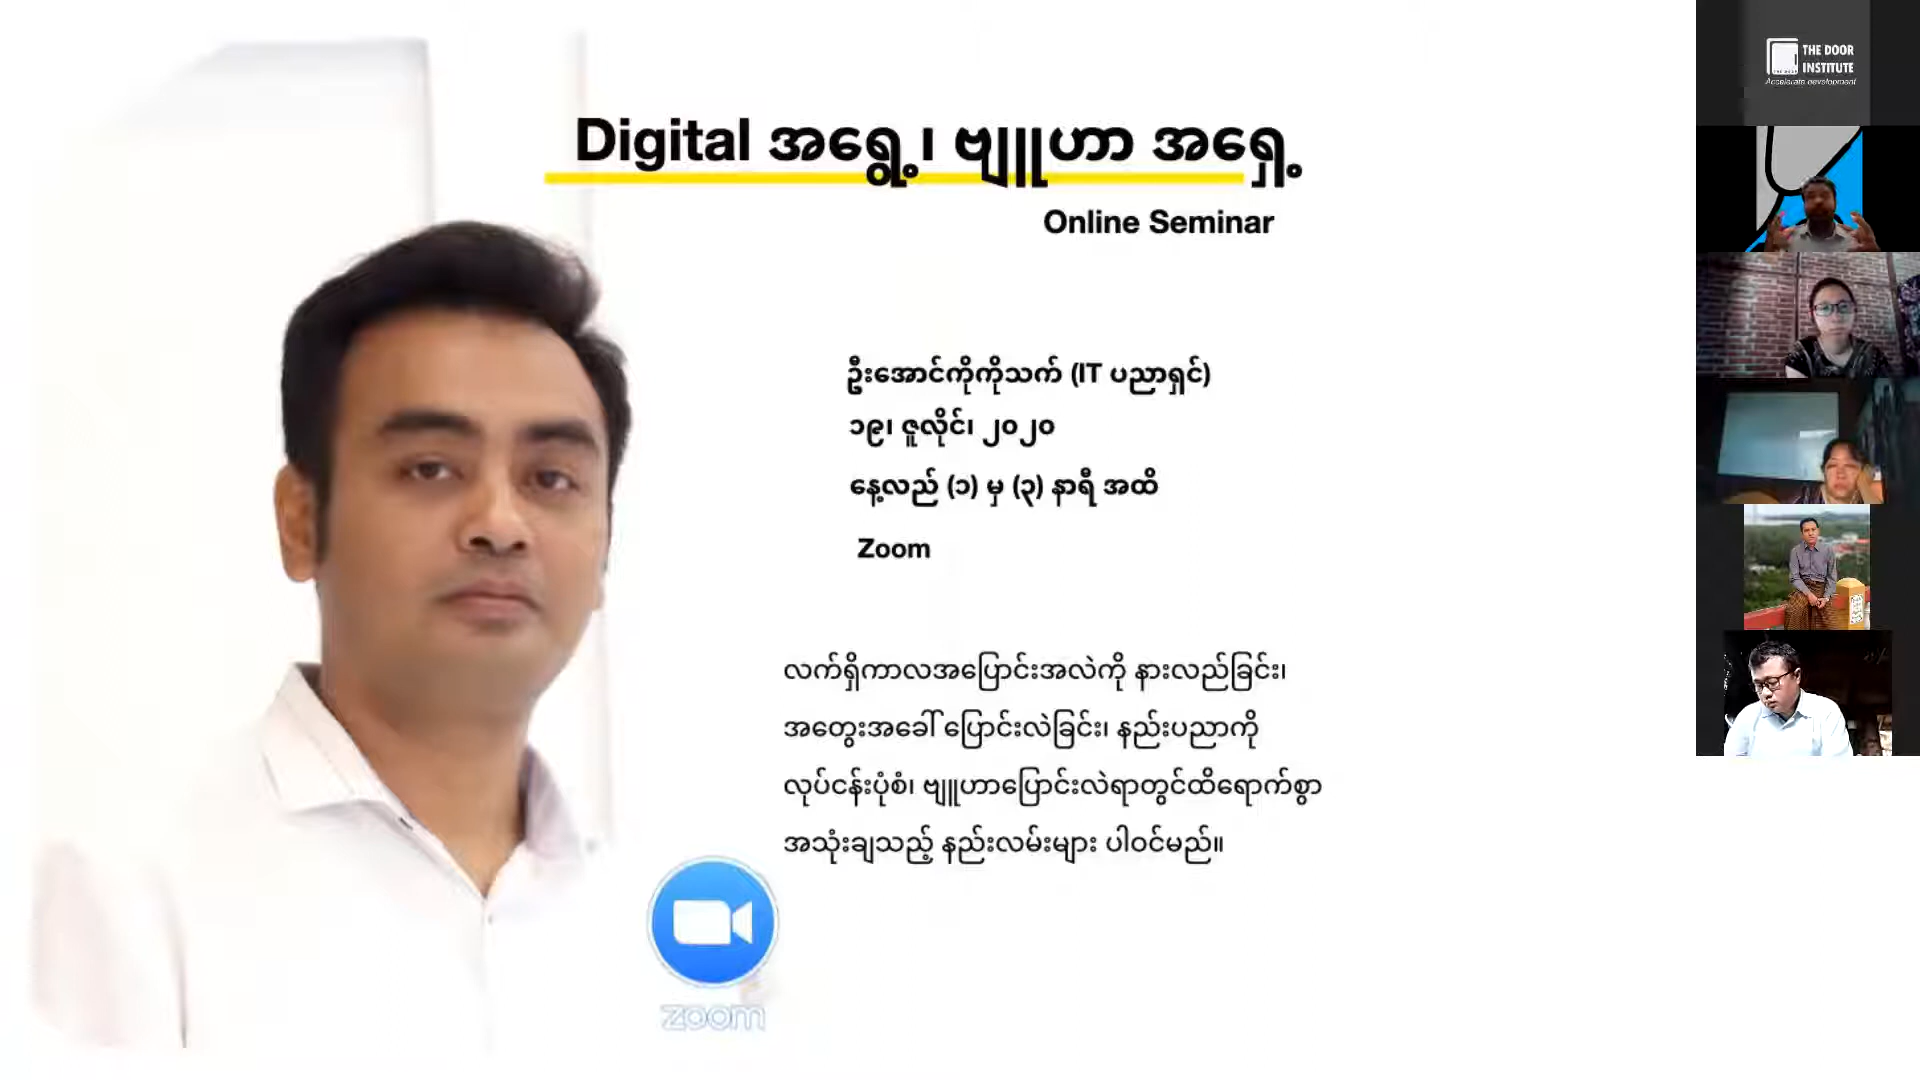 Digital အရွေ့၊ ဗျူဟာ အရှေ့
Online Seminar
ဦးအောင်ကိုကိုသက် (IT ပညာရှင်)
၁၉၊ ဇူလိုင်၊ ၂၀၂၀
နေ့လည် (၁) မှ (၃) နာရီ အထိ
Zoom
လက်ရှိကာလအပြောင်းအလဲကို နားလည်ခြင်း၊
အတွေးအခေါ် ပြောင်းလဲခြင်း၊ နည်းပညာကို
လုပ်ငန်းပုံစံ၊ ဗျူဟာပြောင်းလဲရာတွင်ထိရောက်စွာ
အသုံးချသည့် နည်းလမ်းများ ပါဝင်မည်။
zoom
THE DOOR
INSTITUTE
Accelerate development